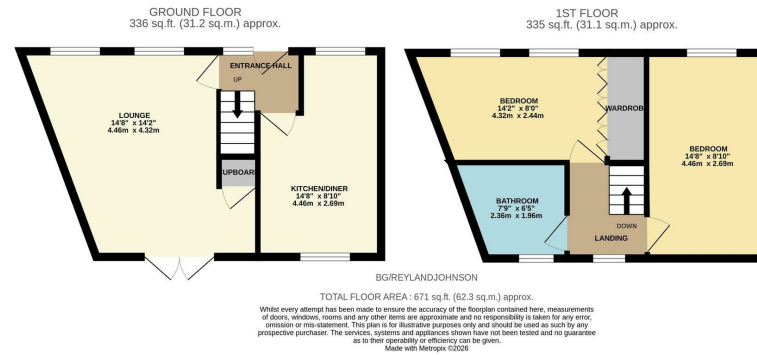 GROUND FLOOR
336 sq.ft. (31.2 sq.m.) approx.
ENTRANCE HALL
UP
LOUNGE
14'8" x 14'2"
4.46m x 4.32m
UPBOAR
KITCHEN/DINER
14'8" x 8'10"
4.46m x 2.69m
1ST FLOOR
335 sq.ft. (31.1 sq.m.) approx.
BEDROOM
14'2" x 8'0"
4.32m x 2.44m
WARDROB
BEDROOM
14'8" x 8'10"
4.46m x 2.69m
BATHROOM
7'9" x 6'5"
2.36m x 1.96m
DOWN
LANDING
BG/REYLANDJOHNSON
TOTAL FLOOR AREA : 671 sq.ft. (62.3 sq.m.) approx.
Whilst every attempt has been made to ensure the accuracy of the floorplan contained here, measurements
of doors, windows, rooms and any other items are approximate and no responsibility is taken for any error,
omission or mis-statement. This plan is for illustrative purposes only and should be used as such by any
prospective purchaser. The services, systems and appliances shown have not been tested and no guarantee
as to their operability or efficiency can be given.
Made with Metropix ©2026